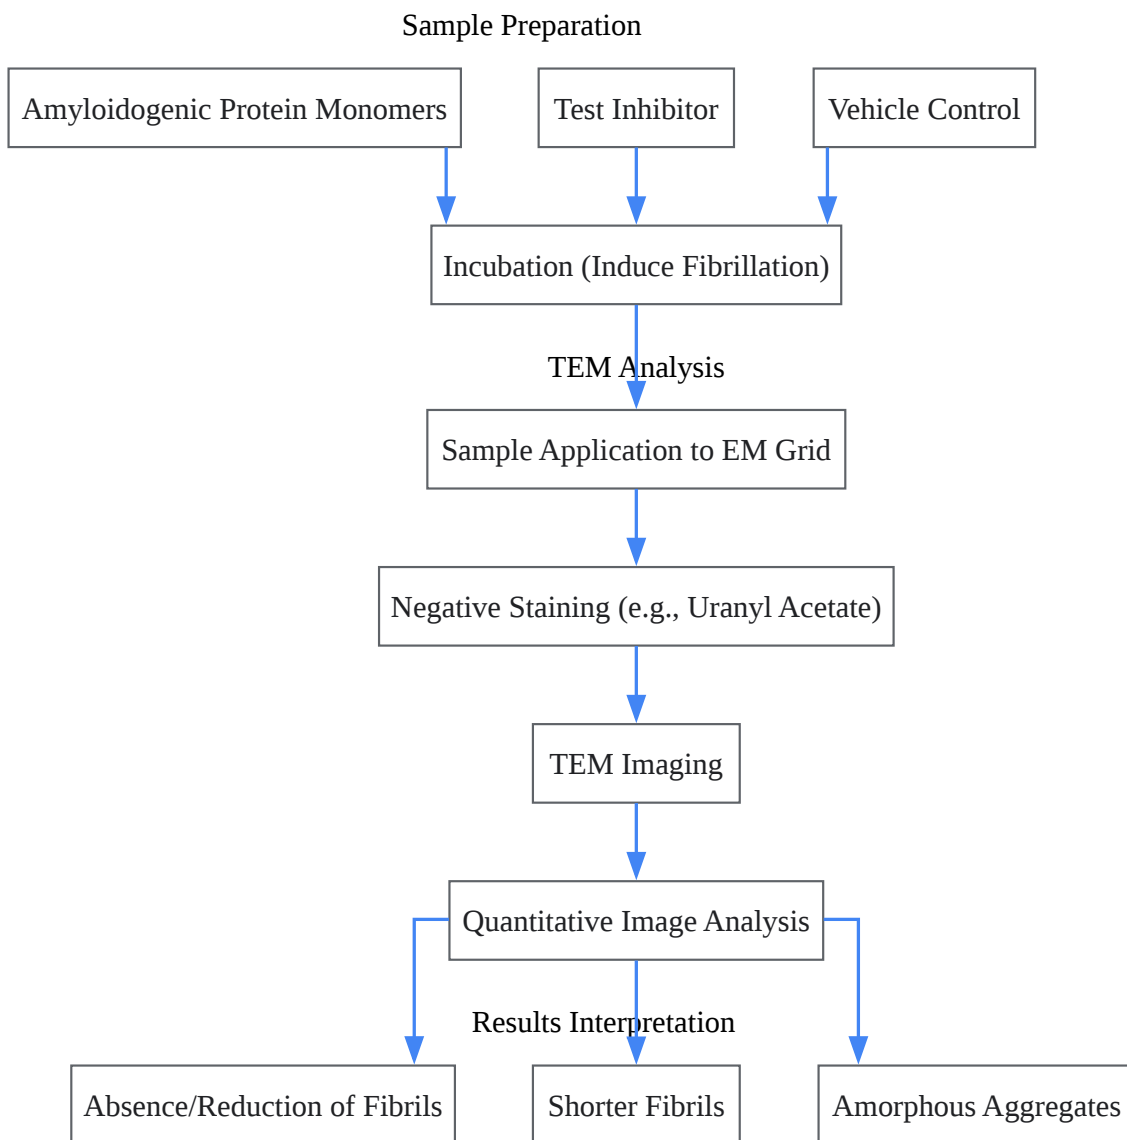 Sample Preparation
Amyloidogenic Protein Monomers
Test Inhibitor
Vehicle Control
Incubation (Induce Fibrillation)
TEM Analysis
Sample Application to EM Grid
Negative Staining (e.g., Uranyl Acetate)
TEM Imaging
Quantitative Image Analysis
Results Interpretation
Absence/Reduction of Fibrils
Shorter Fibrils
Amorphous Aggregates